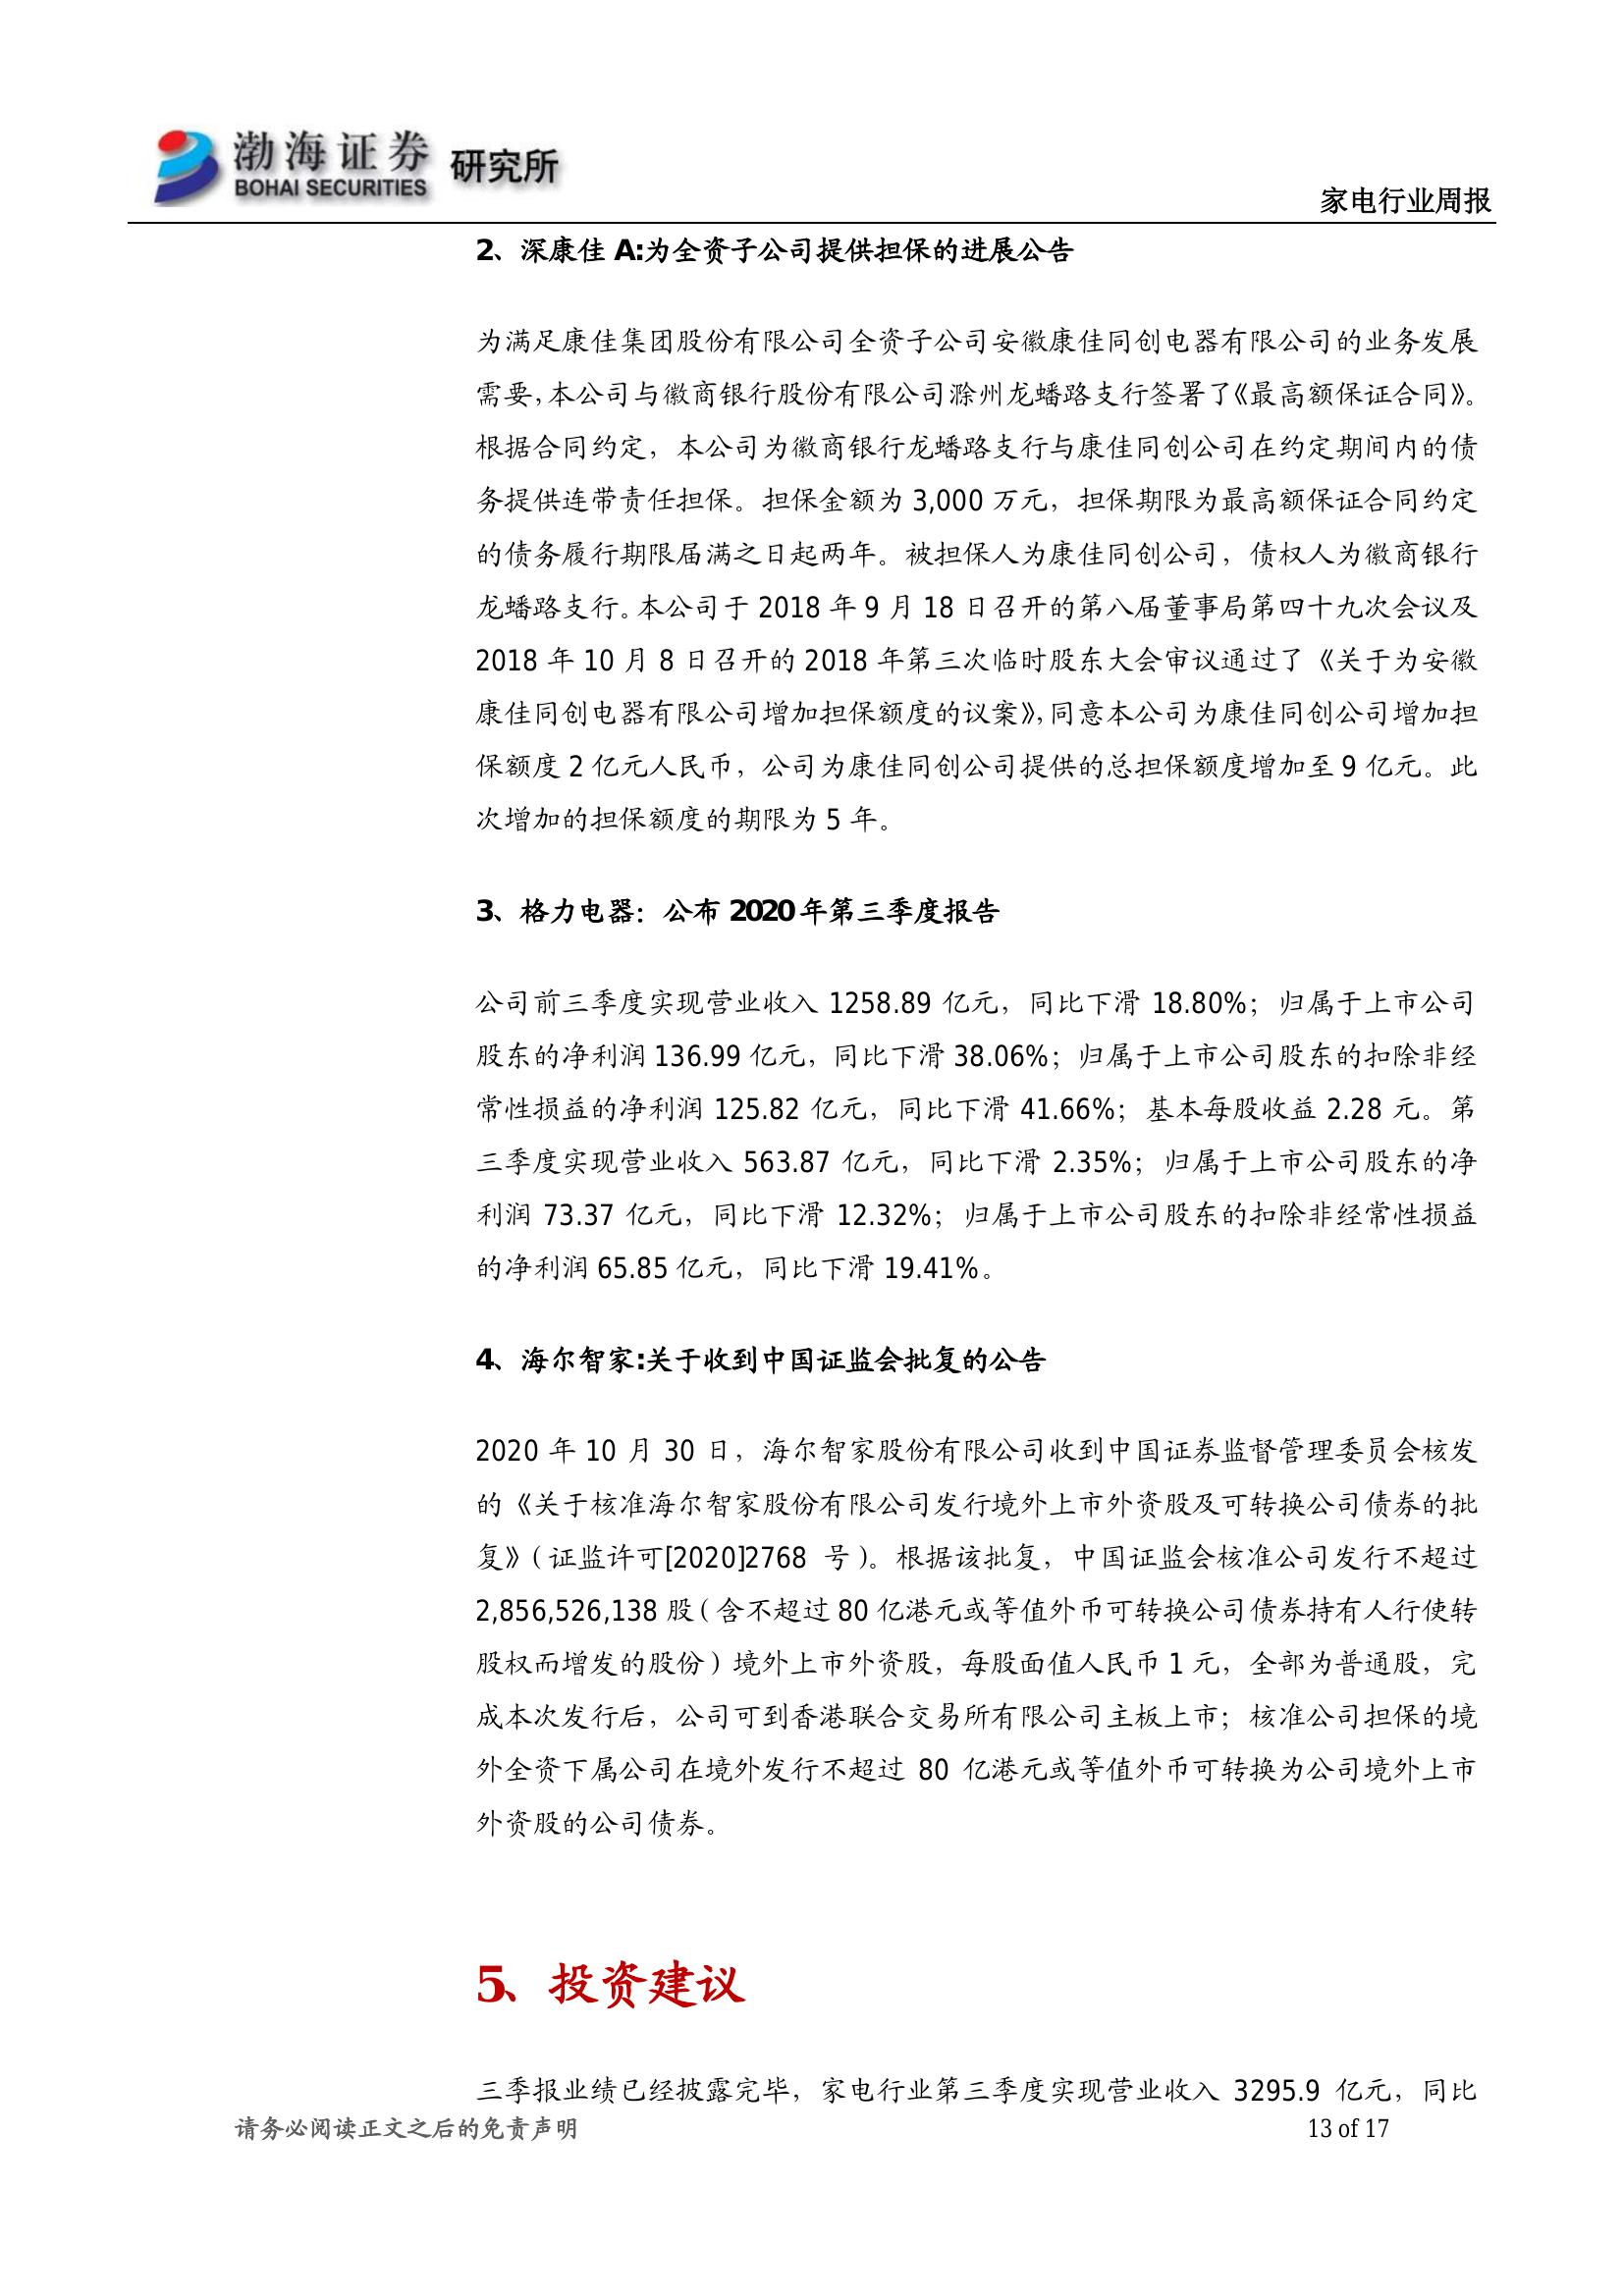 渤海证券 研究所
BOHAI SECURITIES
家电行业周报
2、深康佳 A:为全资子公司提供担保的进展公告
为满足康佳集团股份有限公司全资子公司安徽康佳同创电器有限公司的业务发展
需要，本公司与徽商银行股份有限公司滁州龙蟠路支行签署了《最高额保证合同》。
根据合同约定，本公司为徽商银行龙蟠路支行与康佳同创公司在约定期间内的债
务提供连带责任担保。担保金额为 3,000 万元，担保期限为最高额保证合同约定
的债务履行期限届满之日起两年。被担保人为康佳同创公司，债权人为徽商银行
龙蟠路支行。本公司于 2018 年 9 月 18 日召开的第八届董事局第四十九次会议及
2018 年 10 月 8 日召开的 2018 年第三次临时股东大会审议通过了《关于为安徽
康佳同创电器有限公司增加担保额度的议案》，同意本公司为康佳同创公司增加担
保额度 2 亿元人民币，公司为康佳同创公司提供的总担保额度增加至 9 亿元。此
次增加的担保额度的期限为 5 年。
3、格力电器：公布 2020 年第三季度报告
公司前三季度实现营业收入 1258.89 亿元，同比下滑 18.80%；归属于上市公司
股东的净利润 136.99 亿元，同比下滑 38.06%；归属于上市公司股东的扣除非经
常性损益的净利润 125.82 亿元，同比下滑 41.66%；基本每股收益 2.28 元。第
三季度实现营业收入 563.87 亿元，同比下滑 2.35%；归属于上市公司股东的净
利润 73.37 亿元，同比下滑 12.32%；归属于上市公司股东的扣除非经常性损益
的净利润 65.85 亿元，同比下滑 19.41%。
4、海尔智家:关于收到中国证监会批复的公告
2020 年 10 月 30 日，海尔智家股份有限公司收到中国证券监督管理委员会核发
的《关于核准海尔智家股份有限公司发行境外上市外资股及可转换公司债券的批
复》（证监许可[2020]2768 号）。根据该批复，中国证监会核准公司发行不超过
2,856,526,138 股（含不超过 80 亿港元或等值外币可转换公司债券持有人行使转
股权而增发的股份）境外上市外资股，每股面值人民币 1 元，全部为普通股，完
成本次发行后，公司可到香港联合交易所有限公司主板上市；核准公司担保的境
外全资下属公司在境外发行不超过 80 亿港元或等值外币可转换为公司境外上市
外资股的公司债券。
5、投资建议
三季报业绩已经披露完毕，家电行业第三季度实现营业收入 3295.9 亿元，同比
请务必阅读正文之后的免责声明
13 of 17